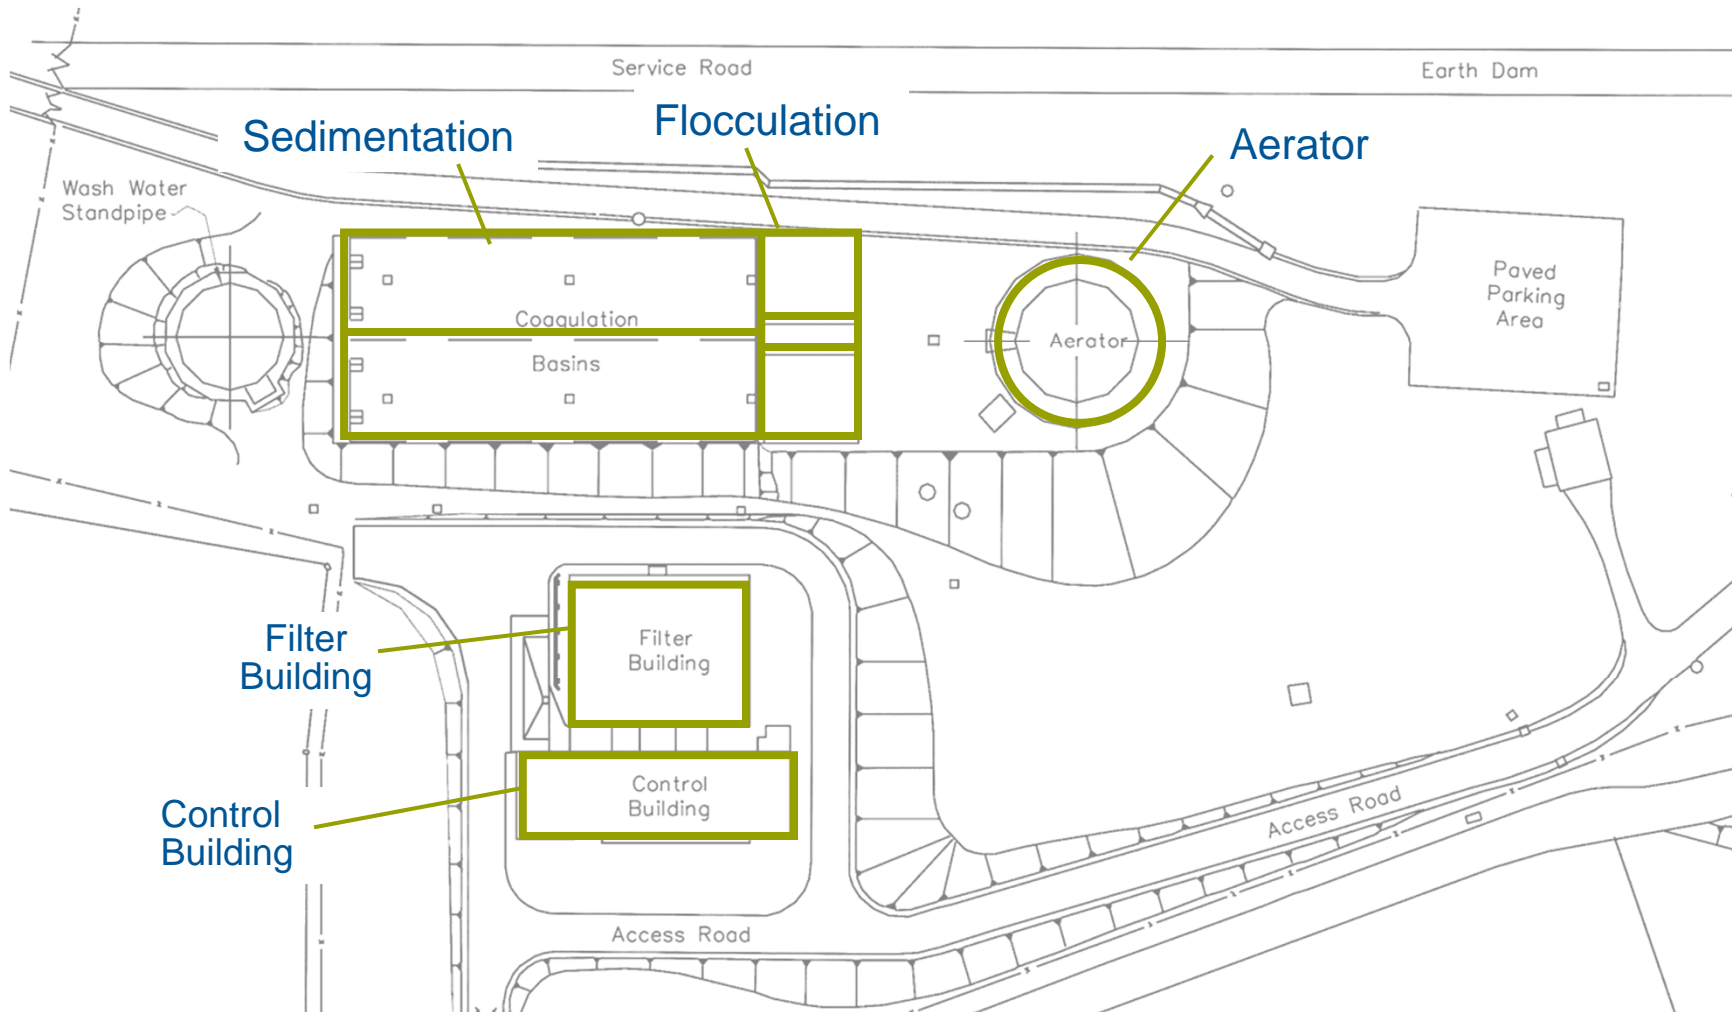 Service Road
Earth Dam
Flocculation
Sedimentation
Aerator
Wash Water
Standpipe
Paved
Parking
Area
Coagulation
Aerator
Basins
Filter
Building
Filter
Building
Control
Building
Control
Building
Access Road
Access Road